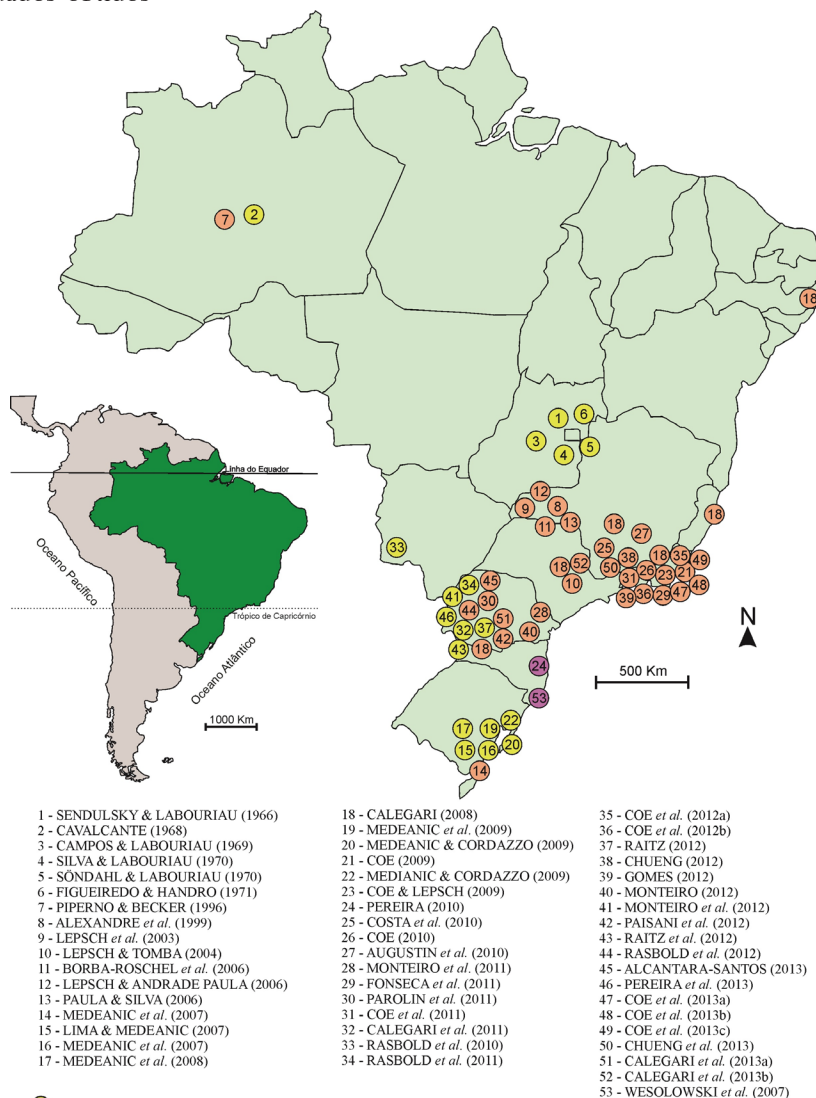 7
2
18
1
6
3
4
5
12
9
8
11
13
18
27
18
25
38
18
35
49
18
52
50
31
26
23
21
10
39
36
29
47
48
33
34
45
41
30
46
44
51
28
32
37
42
40
43
18
24
53
17
19
22
15
16
20
14
Linha do Equador
Oceano Pacífico
Trópico de Capricórnio
Oceano Atlântico
1000 Km
N
500 Km
1 - SENDULSKY & LABOURIAU (1966)
2 - CAVALCANTE (1968)
3 - CAMPOS & LABOURIAU (1969)
4 - SILVA & LABOURIAU (1970)
5 - SÖNDAHL & LABOURIAU (1970)
6 - FIGUEIREDO & HANDRO (1971)
7 - PIPERNO & BECKER (1996)
8 - ALEXANDRE et al. (1999)
9 - LEPSCH et al. (2003)
10 - LEPSCH & TOMBA (2004)
11 - BORBA-ROSCHEL et al. (2006)
12 - LEPSCH & ANDRADE PAULA (2006)
13 - PAULA & SILVA (2006)
14 - MEDEANIC et al. (2007)
15 - LIMA & MEDEANIC (2007)
16 - MEDEANIC et al. (2007)
17 - MEDEANIC et al. (2008)
18 - CALEGARI (2008)
19 - MEDEANIC et al. (2009)
20 - MEDEANIC & CORDAZZO (2009)
21 - COE (2009)
22 - MEDIANIC & CORDAZZO (2009)
23 - COE & LEPSCH (2009)
24 - PEREIRA (2010)
25 - COSTA et al. (2010)
26 - COE (2010)
27 - AUGUSTIN et al. (2010)
28 - MONTEIRO et al. (2011)
29 - FONSECA et al. (2011)
30 - PAROLIN et al. (2011)
31 - COE et al. (2011)
32 - CALEGARI et al. (2011)
33 - RASBOLD et al. (2010)
34 - RASBOLD et al. (2011)
35 - COE et al. (2012a)
36 - COE et al. (2012b)
37 - RAITZ (2012)
38 - CHUENG (2012)
39 - GOMES (2012)
40 - MONTEIRO (2012)
41 - MONTEIRO et al. (2012)
42 - PAISANI et al. (2012)
43 - RAITZ et al. (2012)
44 - RASBOLD et al. (2012)
45 - ALCANTARA-SANTOS (2013)
46 - PEREIRA et al. (2013)
47 - COE et al. (2013a)
48 - COE et al. (2013b)
49 - COE et al. (2013c)
50 - CHUENG et al. (2013)
51 - CALEGARI et al. (2013a)
52 - CALEGARI et al. (2013b)
53 - WESOLOWSKI et al. (2007)